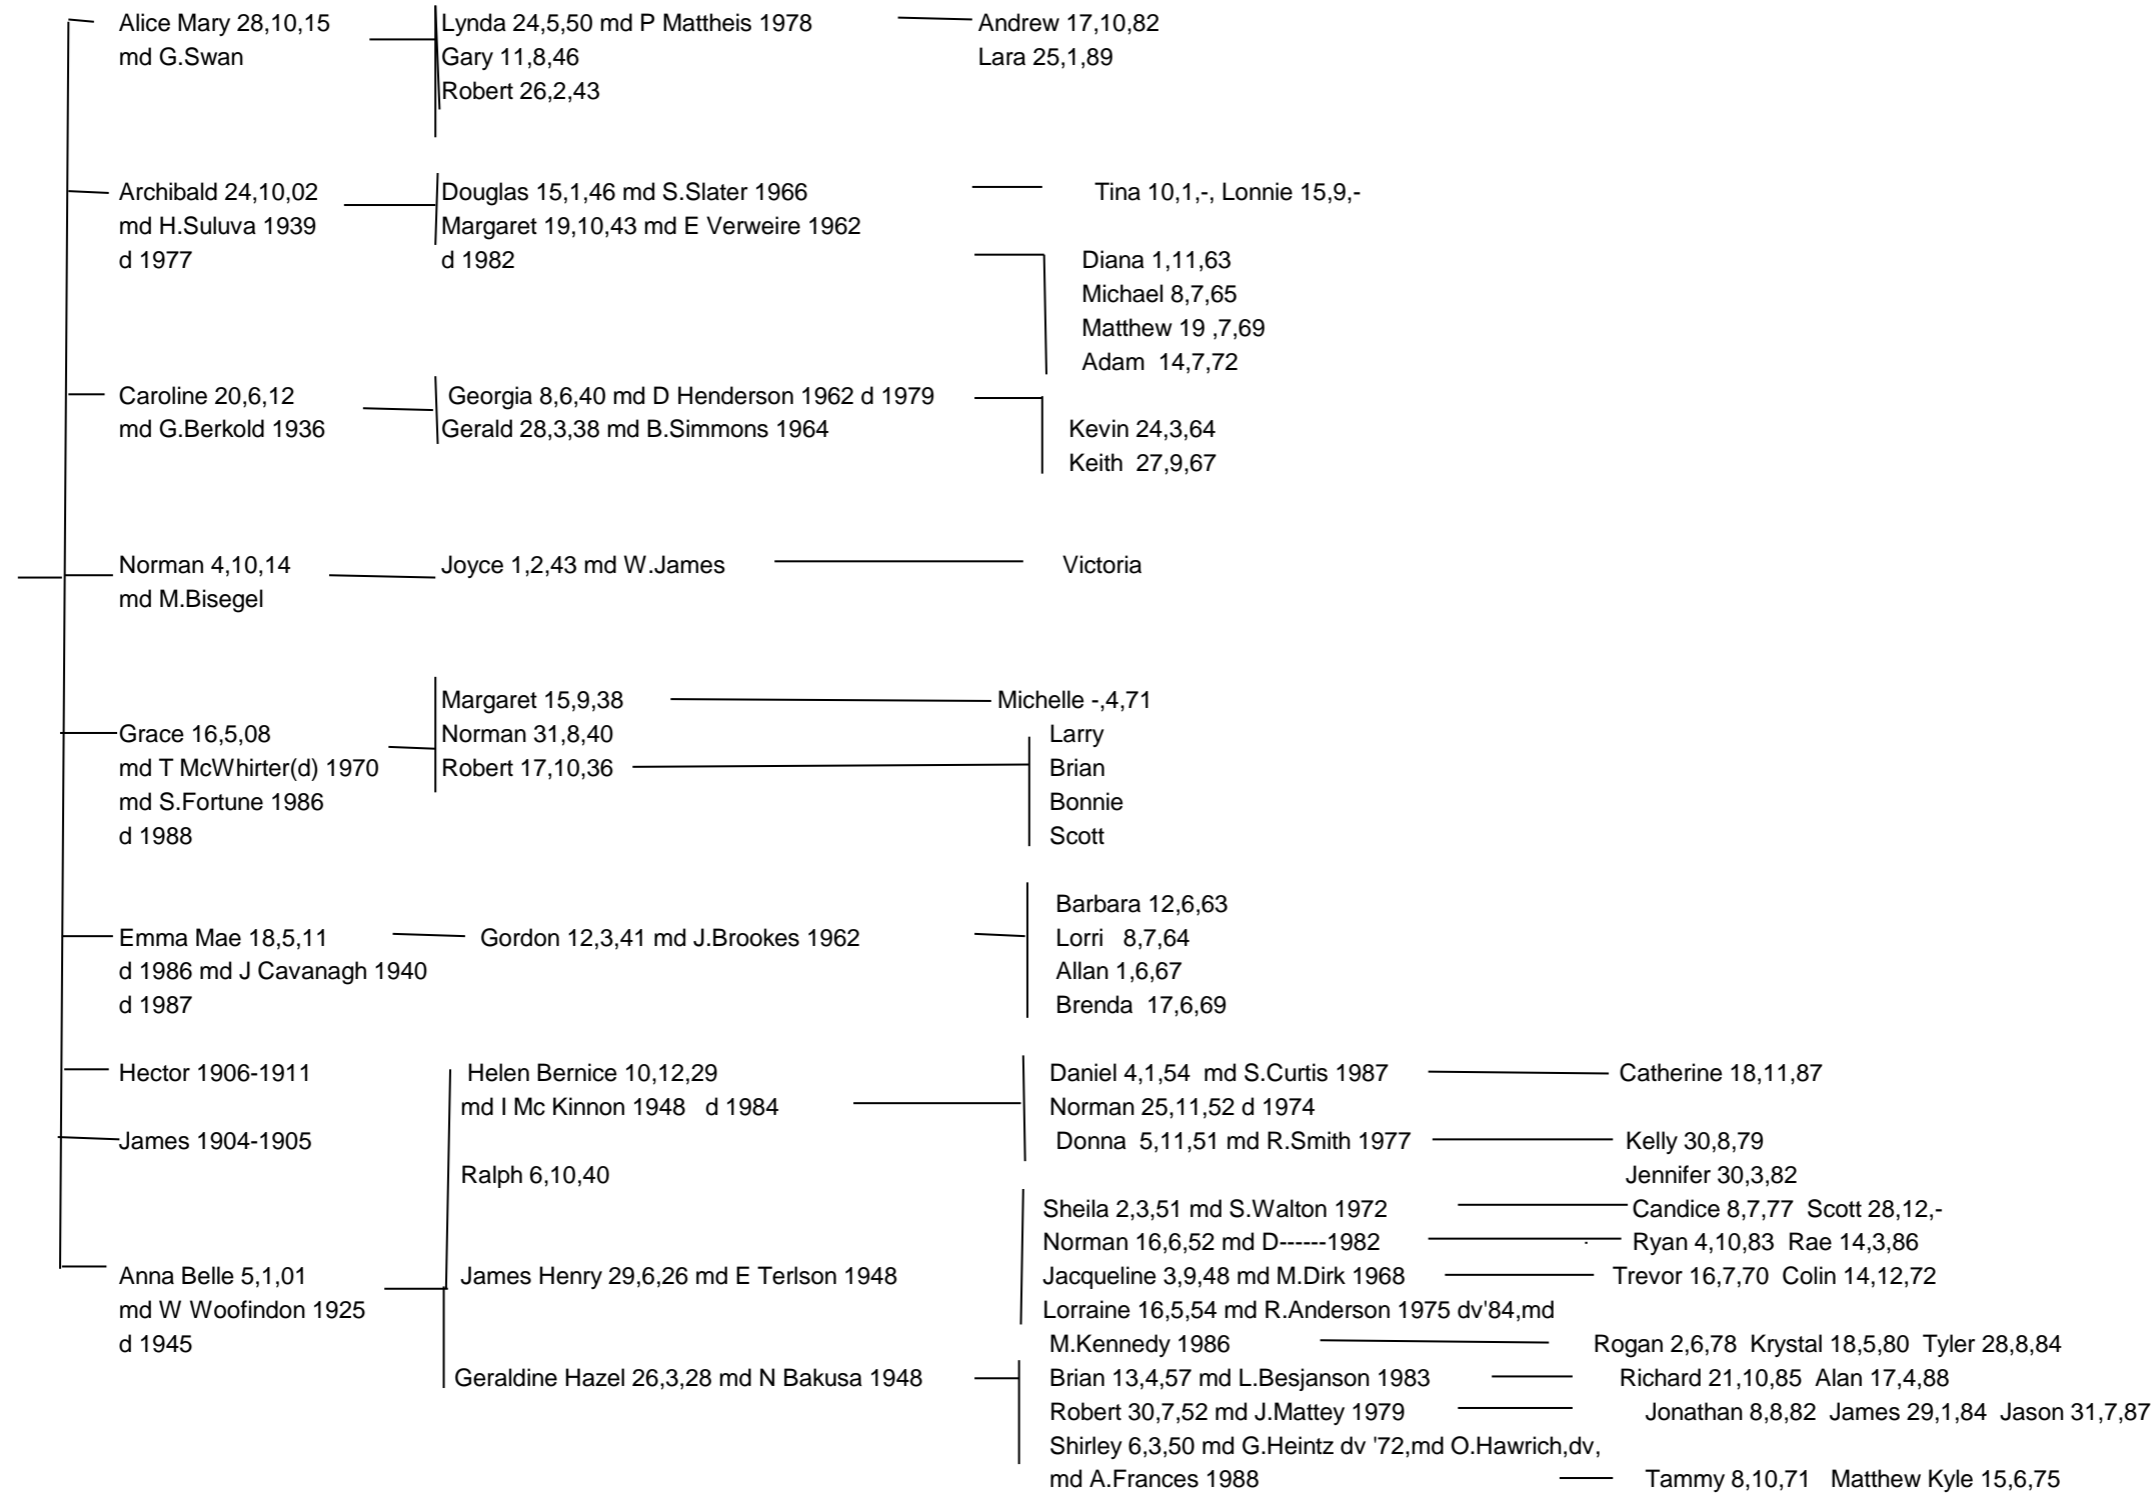 Alice Mary 28,10,15 Lynda 24,5,50 md P Mattheis 1978 Andrew 17,10,82
md G.Swan Gary 11,8,46 Lara 25,1,89
Robert 26,2,43
Archibald 24,10,02 Douglas 15,1,46 md S.Slater 1966 Tina 10,1,-, Lonnie 15,9,-
md H.Suluva 1939 Margaret 19,10,43 md E Verweire 1962
d 1977 d 1982 Diana 1,11,63
Michael 8,7,65
Matthew 19 ,7,69
Adam 14,7,72
Caroline 20,6,12 Georgia 8,6,40 md D Henderson 1962 d 1979
md G.Berkold 1936 Gerald 28,3,38 md B.Simmons 1964 Kevin 24,3,64
Keith 27,9,67
Norman 4,10,14 Joyce 1,2,43 md W.James Victoria
md M.Bisegel
Margaret 15,9,38 Michelle -,4,71
Grace 16,5,08 Norman 31,8,40 Larry
md T McWhirter(d) 1970 Robert 17,10,36 Brian
md S.Fortune 1986 Bonnie
d 1988 Scott
Barbara 12,6,63
Emma Mae 18,5,11 Gordon 12,3,41 md J.Brookes 1962 Lorri 8,7,64
d 1986 md J Cavanagh 1940 Allan 1,6,67
d 1987 Brenda 17,6,69
Hector 1906-1911 Helen Bernice 10,12,29 Daniel 4,1,54 md S.Curtis 1987 Catherine 18,11,87
md I Mc Kinnon 1948 d 1984 Norman 25,11,52 d 1974
James 1904-1905 Donna 5,11,51 md R.Smith 1977 Kelly 30,8,79
Ralph 6,10,40 Jennifer 30,3,82
Sheila 2,3,51 md S.Walton 1972 Candice 8,7,77 Scott 28,12,-
Norman 16,6,52 md D------1982 Ryan 4,10,83 Rae 14,3,86
Anna Belle 5,1,01 James Henry 29,6,26 md E Terlson 1948 Jacqueline 3,9,48 md M.Dirk 1968 Trevor 16,7,70 Colin 14,12,72
md W Woofindon 1925 Lorraine 16,5,54 md R.Anderson 1975 dv'84,md
d 1945 M.Kennedy 1986 Rogan 2,6,78 Krystal 18,5,80 Tyler 28,8,84
Geraldine Hazel 26,3,28 md N Bakusa 1948 Brian 13,4,57 md L.Besjanson 1983 Richard 21,10,85 Alan 17,4,88
Robert 30,7,52 md J.Mattey 1979 Jonathan 8,8,82 James 29,1,84 Jason 31,7,87
Shirley 6,3,50 md G.Heintz dv '72,md O.Hawrich,dv,
md A.Frances 1988 Tammy 8,10,71 Matthew Kyle 15,6,75